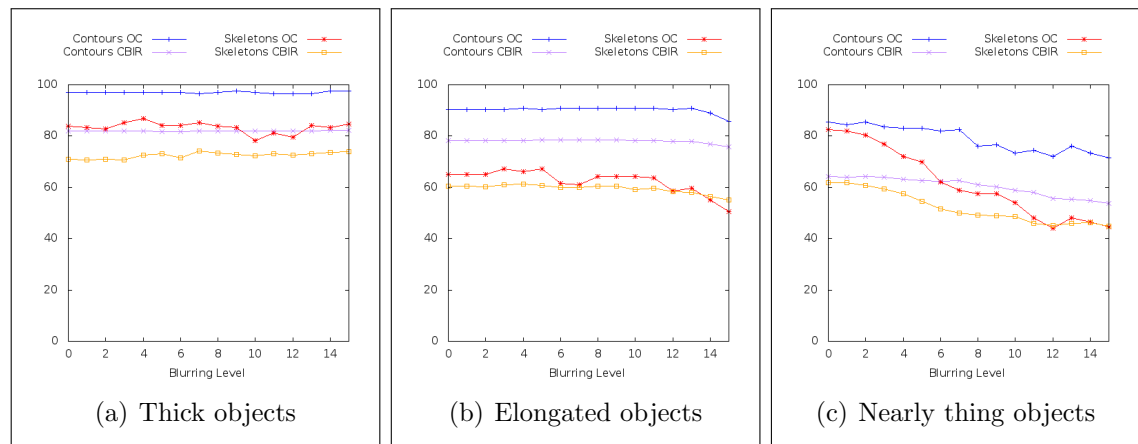 Contours OC Skeletons OC
Contours CBIR Skeletons CBIR
100
80
60
40
20
0
0 2 4 6 8 10 12 14
Blurring Level
(a) Thick objects
Contours OC Skeletons OC
Contours CBIR Skeletons CBIR
100
80
60
40
20
0
0 2 4 6 8 10 12 14
Blurring Level
(b) Elongated objects
Contours OC Skeletons OC
Contours CBIR Skeletons CBIR
100
80
60
40
20
0
0 2 4 6 8 10 12 14
Blurring Level
(c) Nearly thing objects